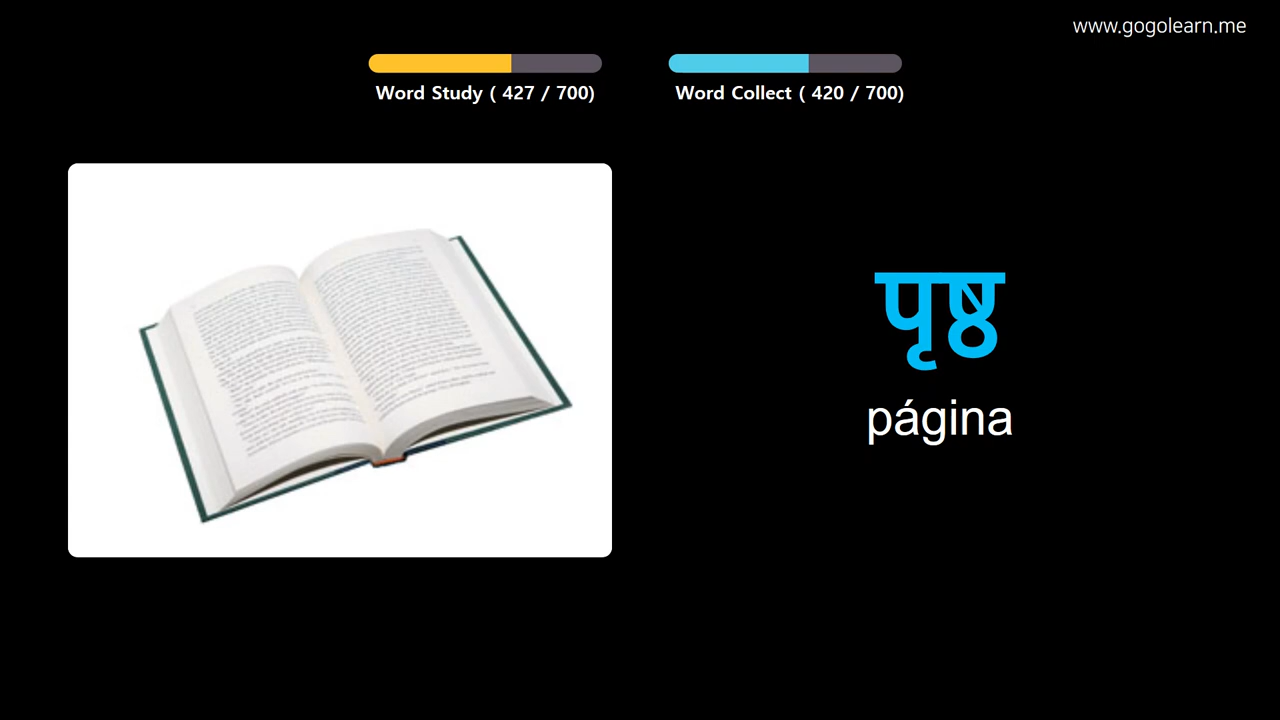 www.gogolearn.me
Word Study ( 427 / 700)
Word Collect ( 420 / 700)
पृष्ठ
página